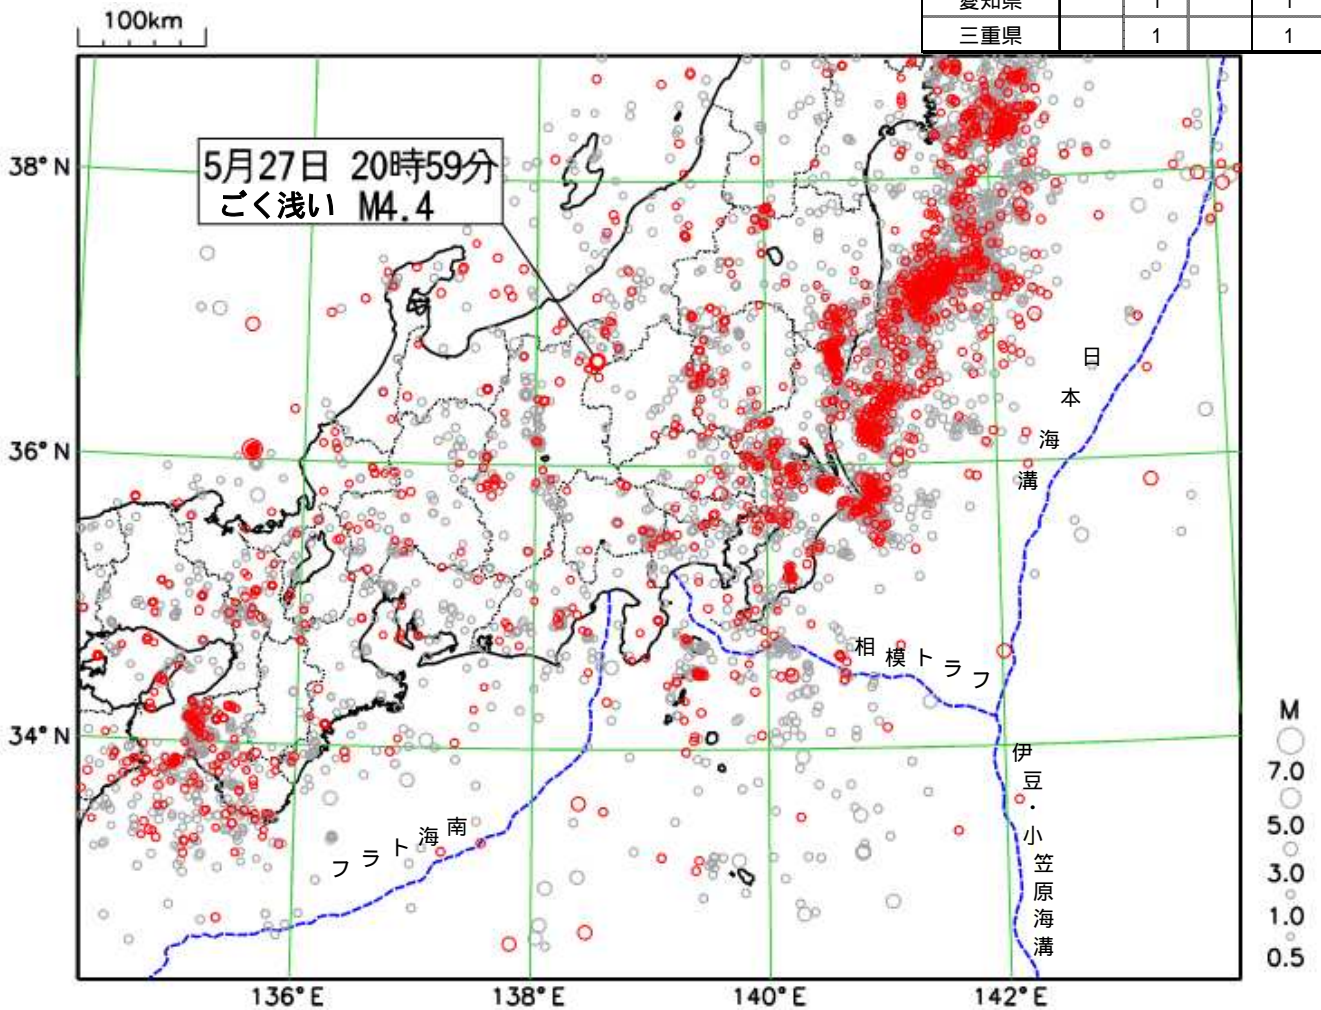 100km
愛知県 1 1
三重県 1 1
5月27日 20時59分
ごく浅い M4.4
38°N
36°N
34°N
136°E
138°E
140°E
142°E
日本海溝
相模トラフ
南海トラフ
伊豆・小笠原海溝
M
7.0
5.0
3.0
1.0
0.5